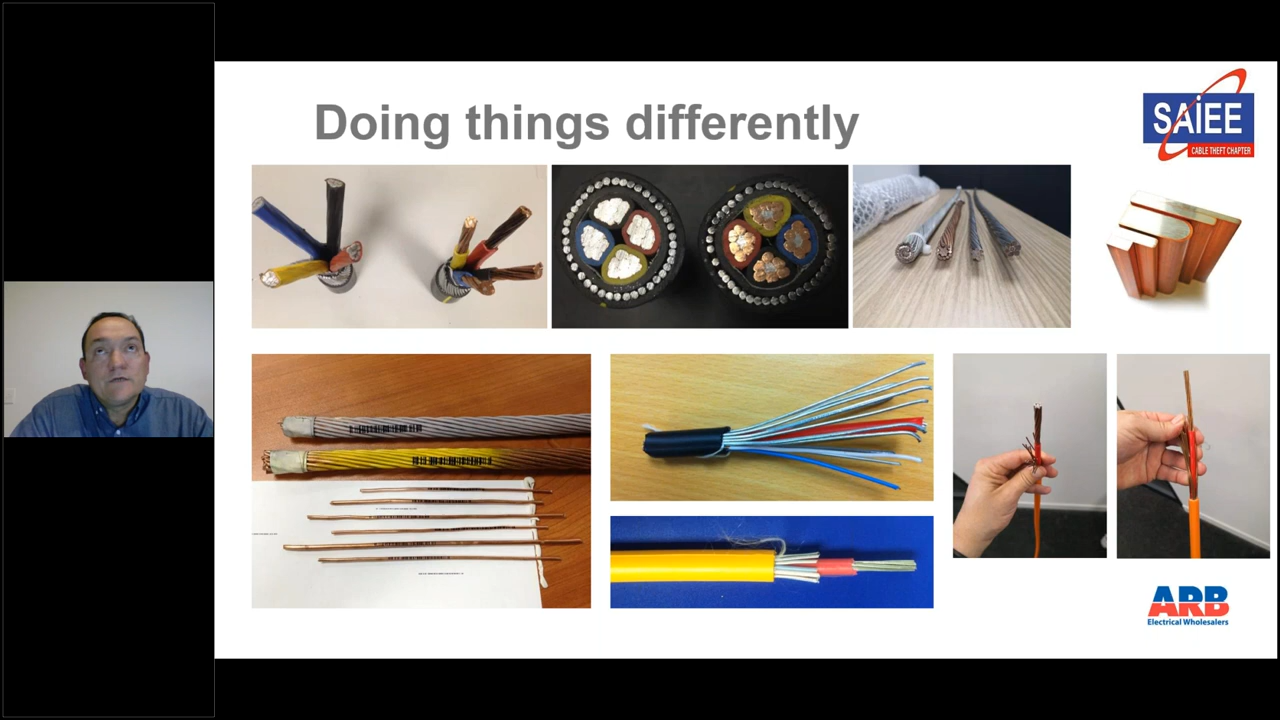 Doing things differently
SAiEE
CABLE THEFT CHAPTER
ARB
Electrical Wholesalers